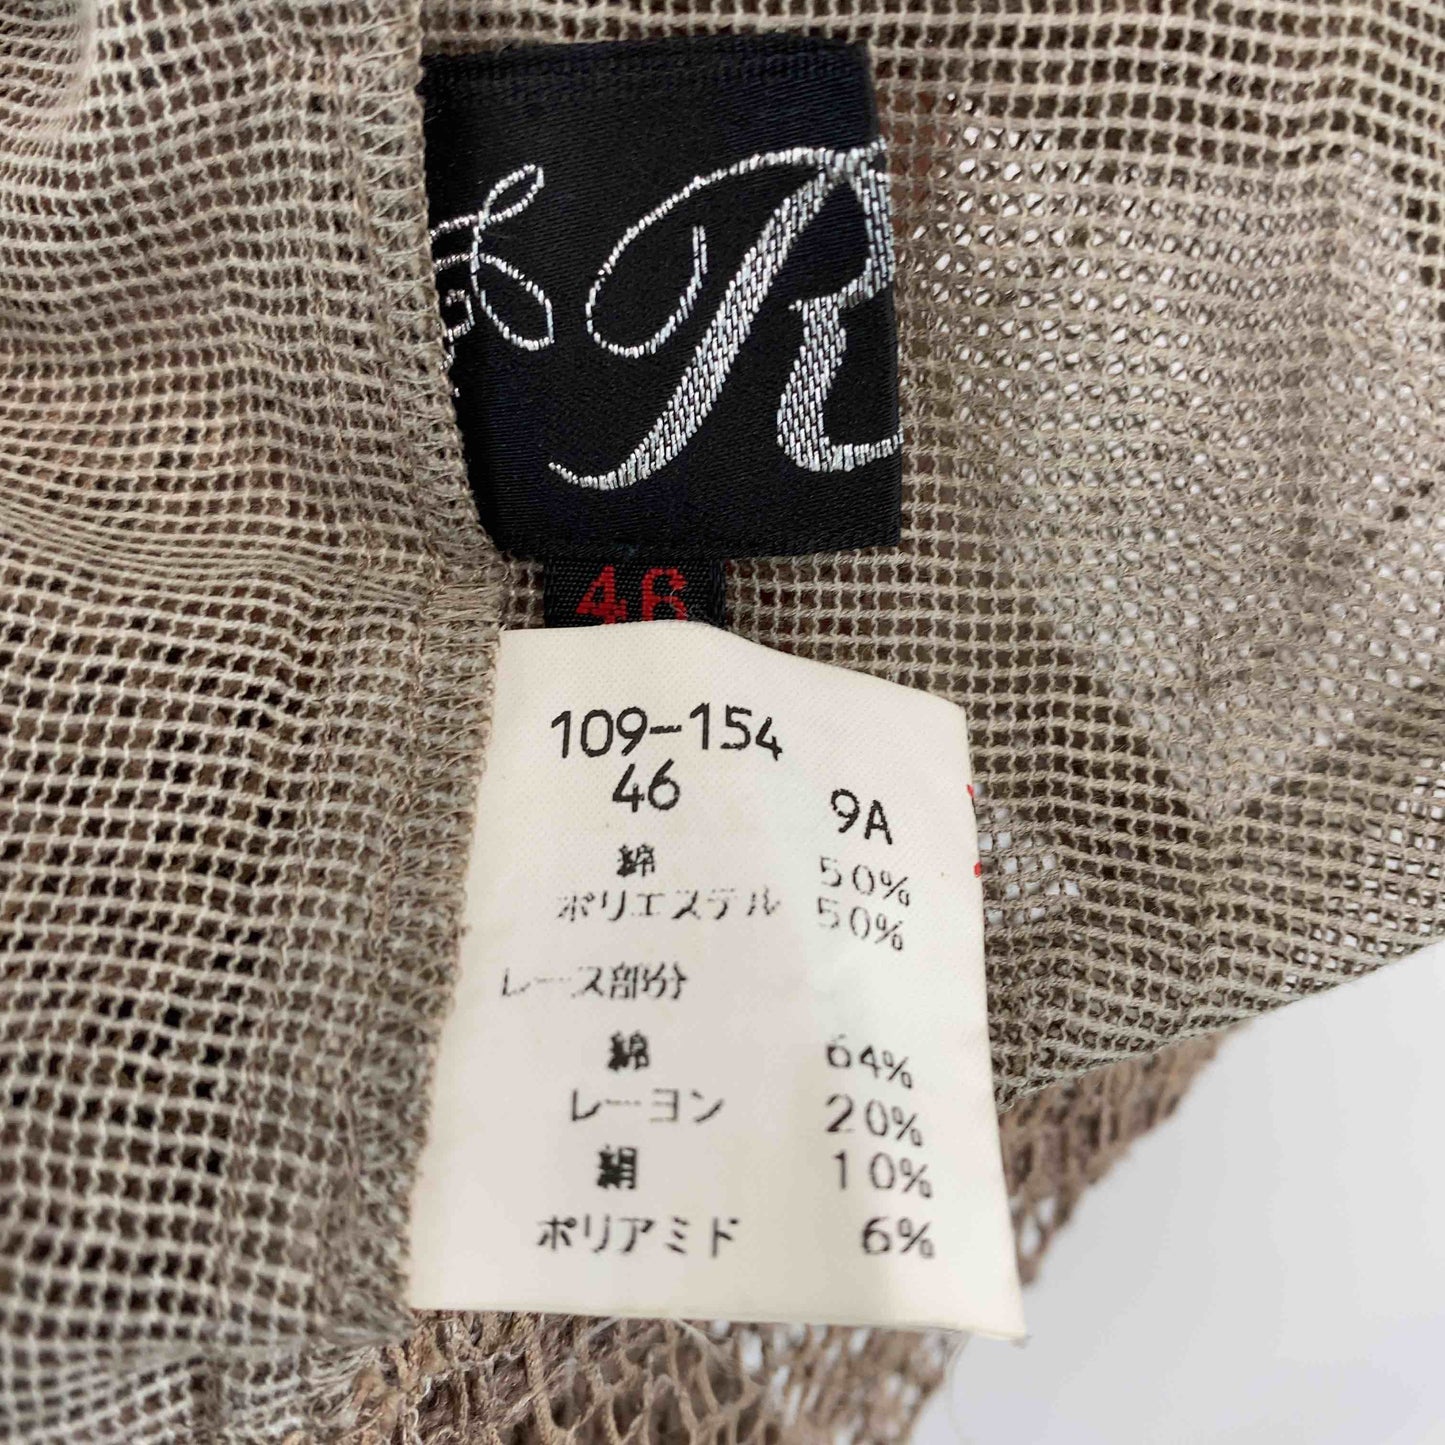 R
46
109-154
46 9A
綿 50%
ポリエステル 50%
レース部分
綿 64%
レーヨン 20%
絹 10%
ポリアミド 6%